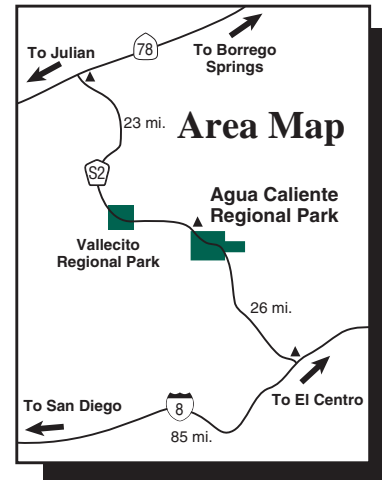 To Julian
78
To Borrego
Springs
23 mi.
Area Map
S2
Agua Caliente
Regional Park
Vallecito
Regional Park
26 mi.
To San Diego
8
To El Centro
85 mi.